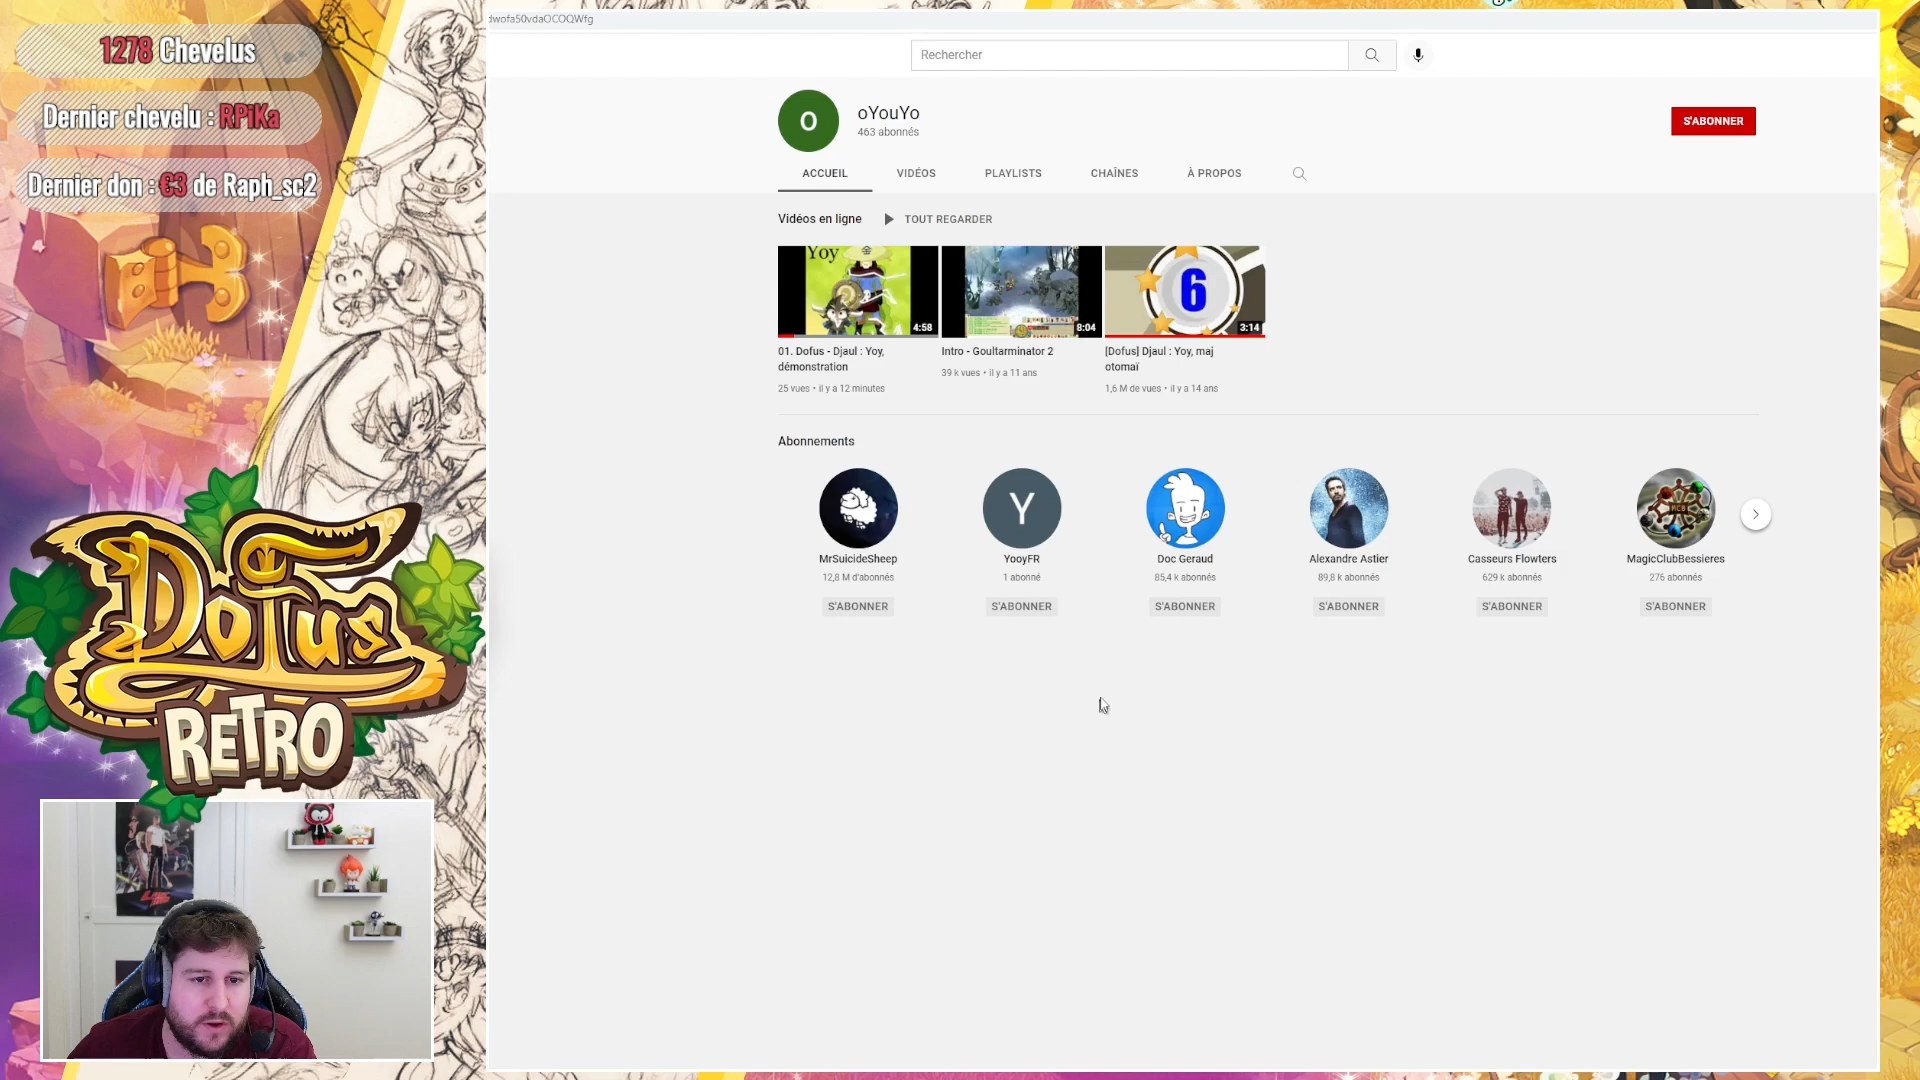 1278 Chevelus
Dernier chevelu : RPiKa
Dernier don : €3 de Raph_sc2
DOFUS
RETRO
dwofa50vdaOCOQWfg
Rechercher
O
oYouYo
463 abonnés
S'ABONNER
ACCUEIL VIDÉOS PLAYLISTS CHAÎNES À PROPOS
Vidéos en ligne TOUT REGARDER
Yoy
6
4:58 8:04 3:14
01. Dofus - Djaul : Yoy, démonstration
25 vues • il y a 12 minutes
Intro - Goultarminator 2
39 k vues • il y a 11 ans
[Dofus] Djaul : Yoy, maj otomaï
1,6 M de vues • il y a 14 ans
Abonnements
Y
MCB
MrSuicideSheep YooyFR Doc Geraud Alexandre Astier Casseurs Flowters MagicClubBessieres
12,8 M d'abonnés 1 abonné 85,4 k abonnés 89,8 k abonnés 629 k abonnés 276 abonnés
S'ABONNER S'ABONNER S'ABONNER S'ABONNER S'ABONNER S'ABONNER